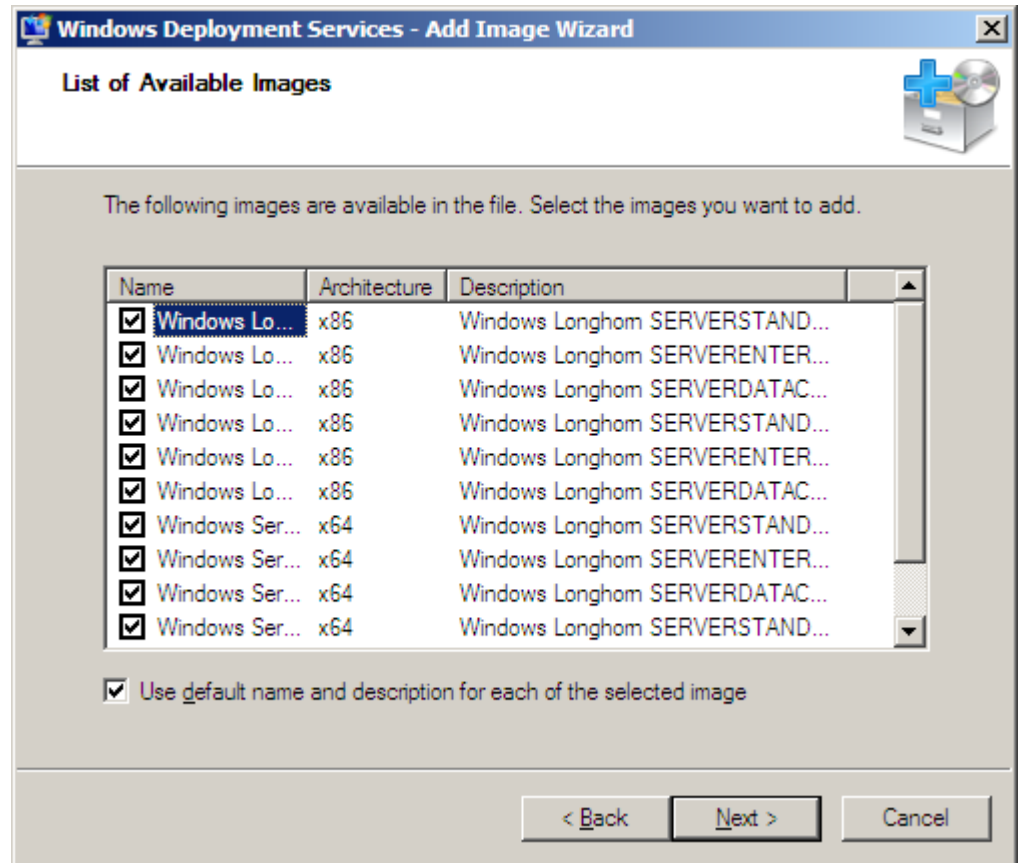 Windows Deployment Services - Add Image Wizard
List of Available Images
The following images are available in the file. Select the images you want to add.
Name Architecture Description
Windows Lo... x86 Windows Longhorn SERVERSTAND...
Windows Lo... x86 Windows Longhorn SERVERENTER...
Windows Lo... x86 Windows Longhorn SERVERDATAC...
Windows Lo... x86 Windows Longhorn SERVERSTAND...
Windows Lo... x86 Windows Longhorn SERVERENTER...
Windows Lo... x86 Windows Longhorn SERVERDATAC...
Windows Ser... x64 Windows Longhorn SERVERSTAND...
Windows Ser... x64 Windows Longhorn SERVERENTER...
Windows Ser... x64 Windows Longhorn SERVERDATAC...
Windows Ser... x64 Windows Longhorn SERVERSTAND...
Use default name and description for each of the selected image
< Back Next > Cancel